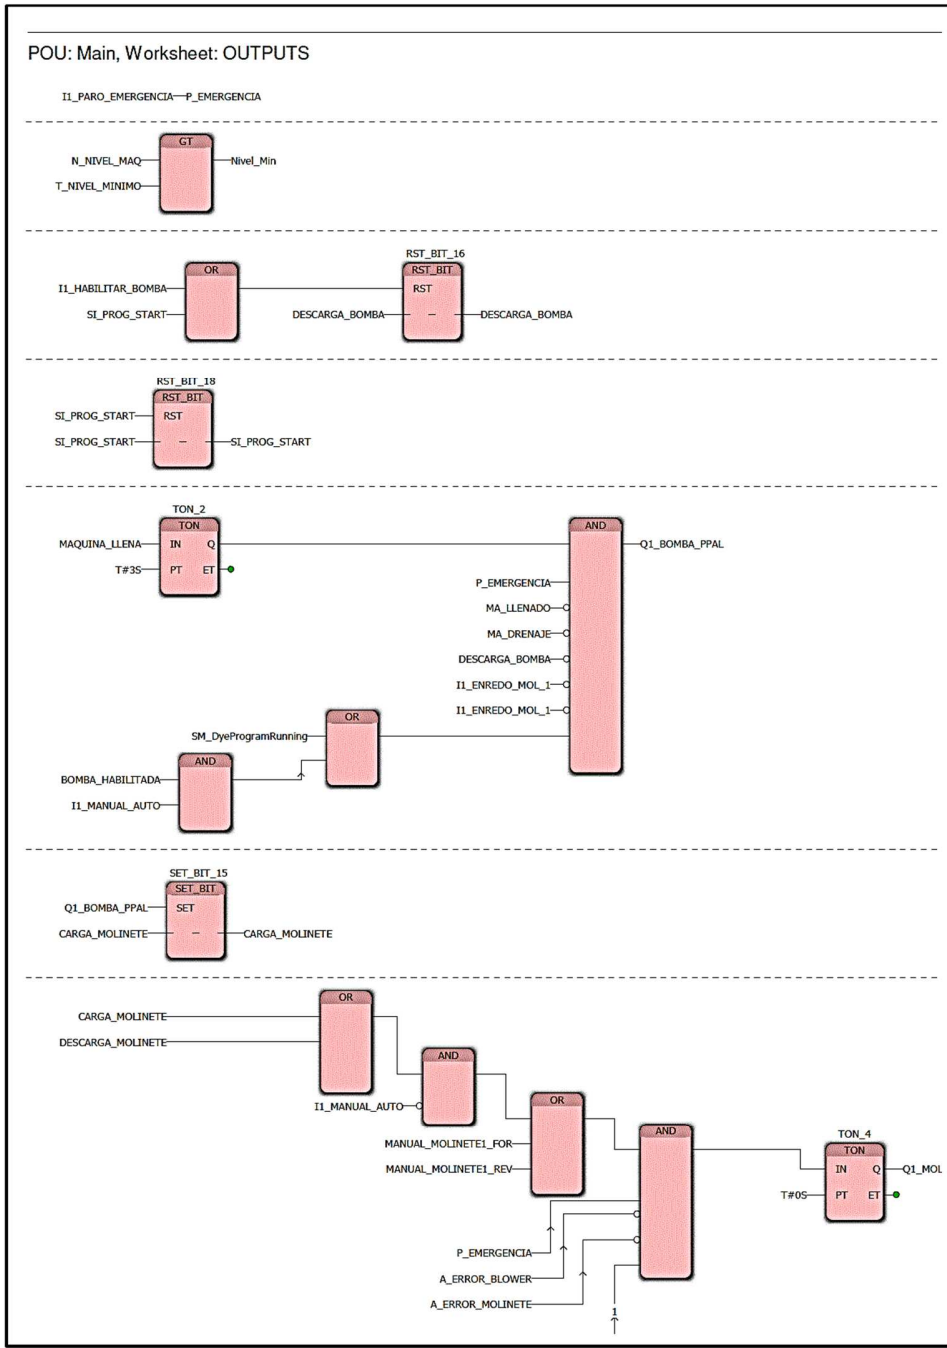 POU: Main, Worksheet: OUTPUTS
I1_PARO_EMERGENCIA P_EMERGENCIA
GT
N_NIVEL_MAQ Nivel_Min
T_NIVEL_MINIMO
RST_BIT_16
OR RST_BIT
I1_HABILITAR_BOMBA RST
SI_PROG_START DESCARGA_BOMBA DESCARGA_BOMBA
RST_BIT_18
RST_BIT
SI_PROG_START RST
SI_PROG_START SI_PROG_START
TON_2
TON AND
MAQUINA_LLENA IN Q Q1_BOMBA_PPAL
T#3S PT ET
P_EMERGENCIA
MA_LLENADO
MA_DRENAJE
DESCARGA_BOMBA
I1_ENREDO_MOL_1
I1_ENREDO_MOL_1
OR
SM_DyeProgramRunning
AND
BOMBA_HABILITADA
I1_MANUAL_AUTO
SET_BIT_15
SET_BIT
Q1_BOMBA_PPAL SET
CARGA_MOLINETE CARGA_MOLINETE
OR
CARGA_MOLINETE
DESCARGA_MOLINETE
AND
I1_MANUAL_AUTO
OR
MANUAL_MOLINETE1_FOR
MANUAL_MOLINETE1_REV
AND
TON_4
TON
IN Q Q1_MOL
T#0S PT ET
P_EMERGENCIA
A_ERROR_BLOWER
A_ERROR_MOLINETE
1